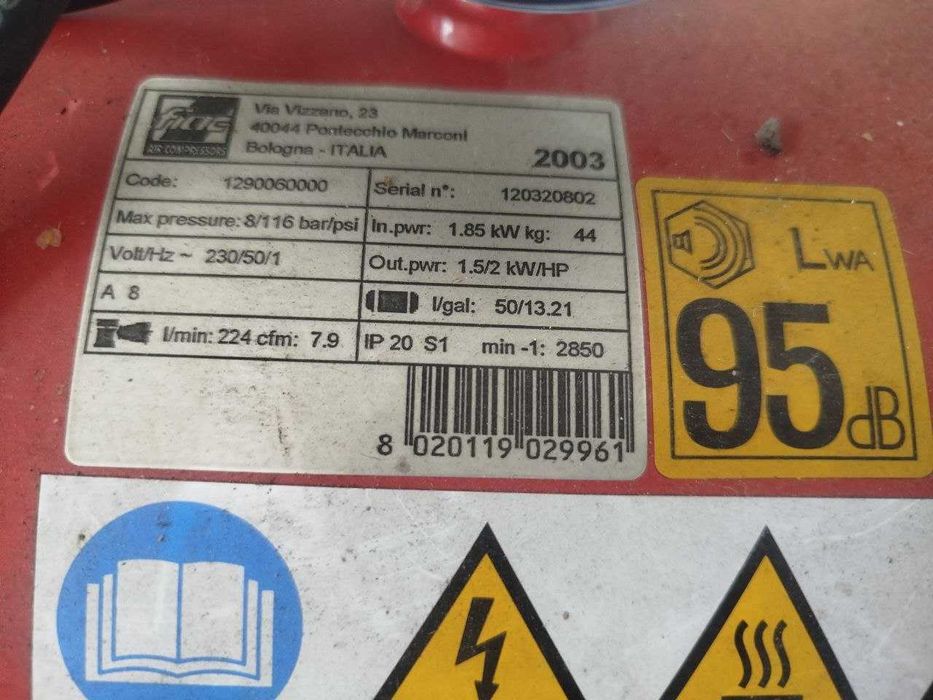 fiac
AIR COMPRESSORS
Via Vizzano, 23
40044 Pontecchio Marconi
Bologna - ITALIA
2003
Code: 1290060000
Serial n°: 120320802
Max pressure: 8/116 bar/psi
In.pwr: 1.85 kW kg: 44
Volt/Hz ~ 230/50/1
Out.pwr: 1.5/2 kW/HP
A 8
l/gal: 50/13.21
l/min: 224 cfm: 7.9
IP 20 S1 min -1: 2850
8 020119 029961
LWA
95
dB